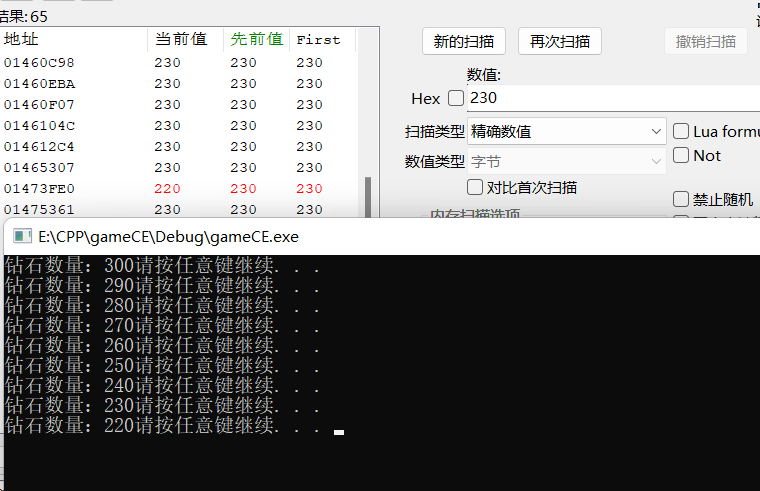 结果:65
地址 当前值 先前值 First
01460C98 230 230 230
01460EBA 230 230 230
01460F07 230 230 230
0146104C 230 230 230
014612C4 230 230 230
01465307 230 230 230
01473FE0 220 230 230
01475361 230 230 230
新的扫描 再次扫描 撤销扫描
数值:
Hex 230
扫描类型 精确数值 Lua formu
数值类型 字节 Not
对比首次扫描
禁止随机
内存扫描选项
E:\CPP\gameCE\Debug\gameCE.exe
钻石数量：300请按任意键继续. . .
钻石数量：290请按任意键继续. . .
钻石数量：280请按任意键继续. . .
钻石数量：270请按任意键继续. . .
钻石数量：260请按任意键继续. . .
钻石数量：250请按任意键继续. . .
钻石数量：240请按任意键继续. . .
钻石数量：230请按任意键继续. . .
钻石数量：220请按任意键继续. . .